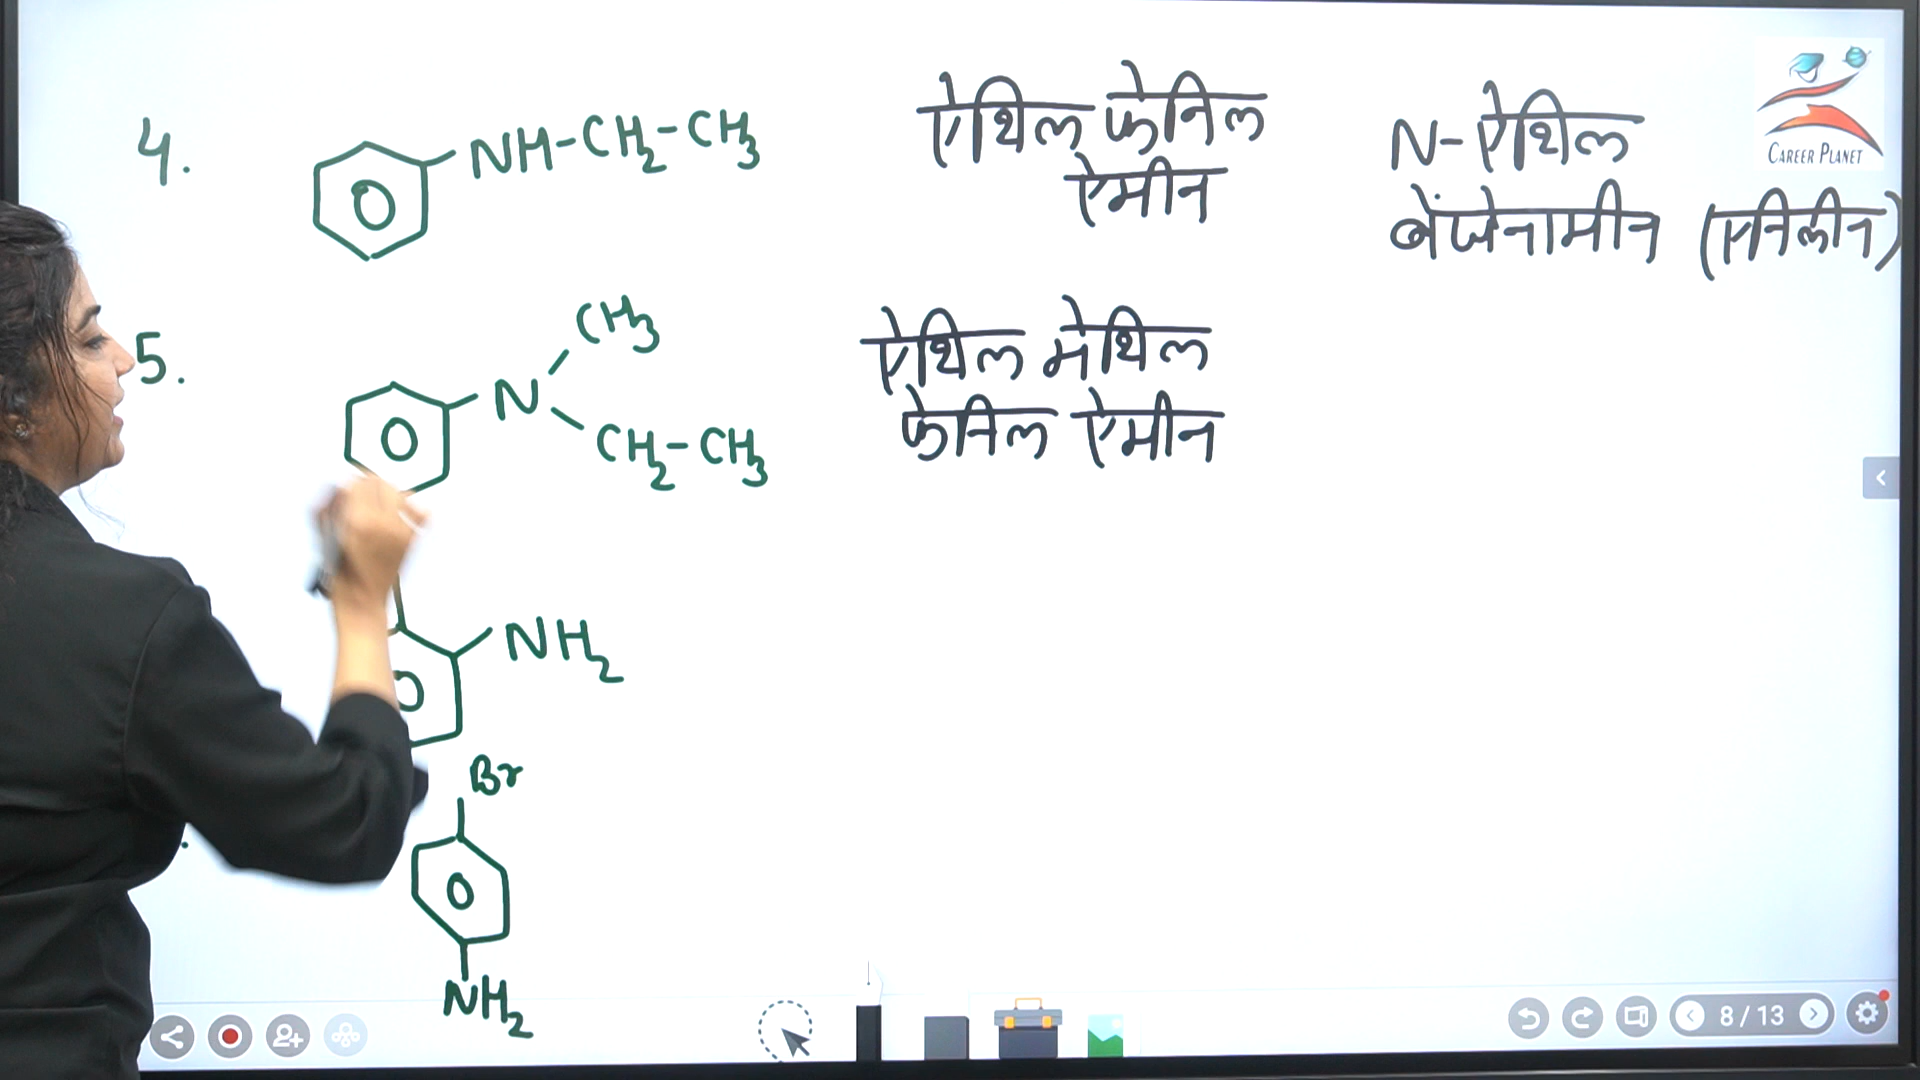 4.
NH-CH2-CH3
ऐथिल फेनिल
ऐमीन
N-ऐथिल
बेंजेनामीन (एनिलीन)
CAREER PLANET
5.
N
CH3
CH2-CH3
ऐथिल मेथिल
फेनिल ऐमीन
NH2
Br
NH2
8/13